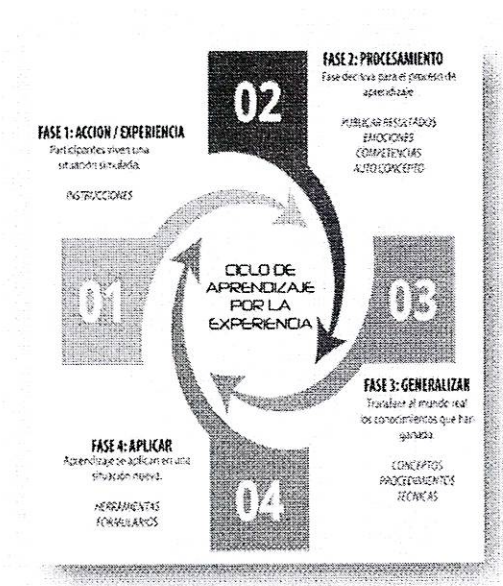 FASE 1: ACCION / EXPERIENCIA
Participantes viven una
situación simulada.
INSTRUCCIONES
01
02
FASE 2: PROCESAMIENTO
Fase decisiva para el proceso de
aprendizaje
PUBLICAR RESULTADOS
EMOCIONES
COMPETENCIAS
AUTO CONCEPTO
CICLO DE
APRENDIZAJE
POR LA
EXPERIENCIA
03
FASE 3: GENERALIZAR
Transferir al mundo real
los conocimientos que han
ganado.
CONCEPTOS
PROCEDIMIENTOS
TÉCNICAS
FASE 4: APLICAR
Aprendizaje se aplican en una
situación nueva.
HERRAMIENTAS
FORMULARIOS
04